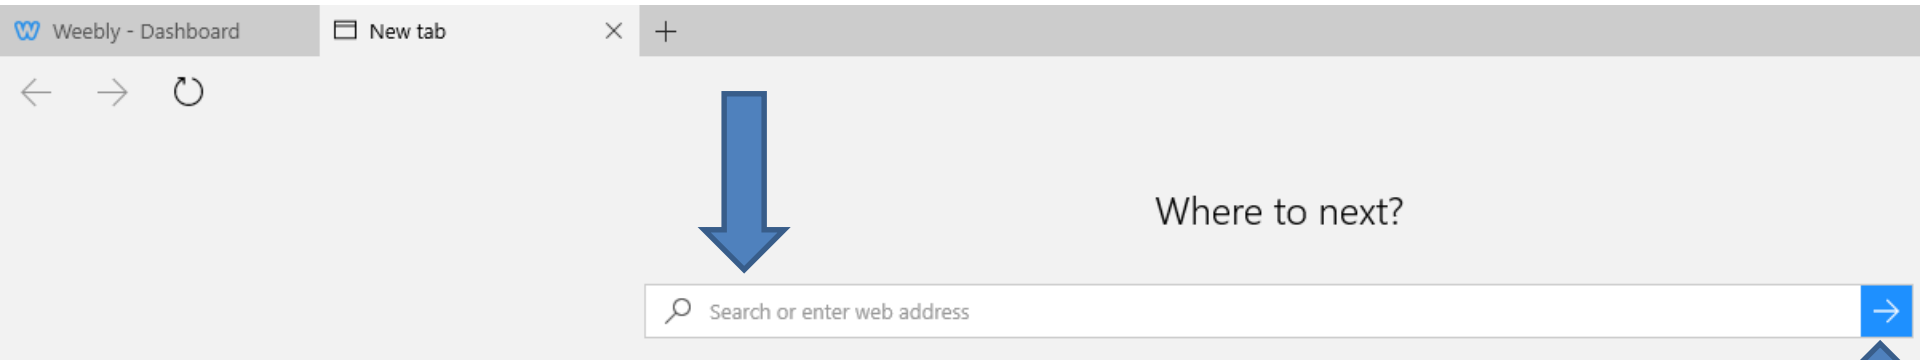 Weebly - Dashboard
New tab
Where to next?
Search or enter web address